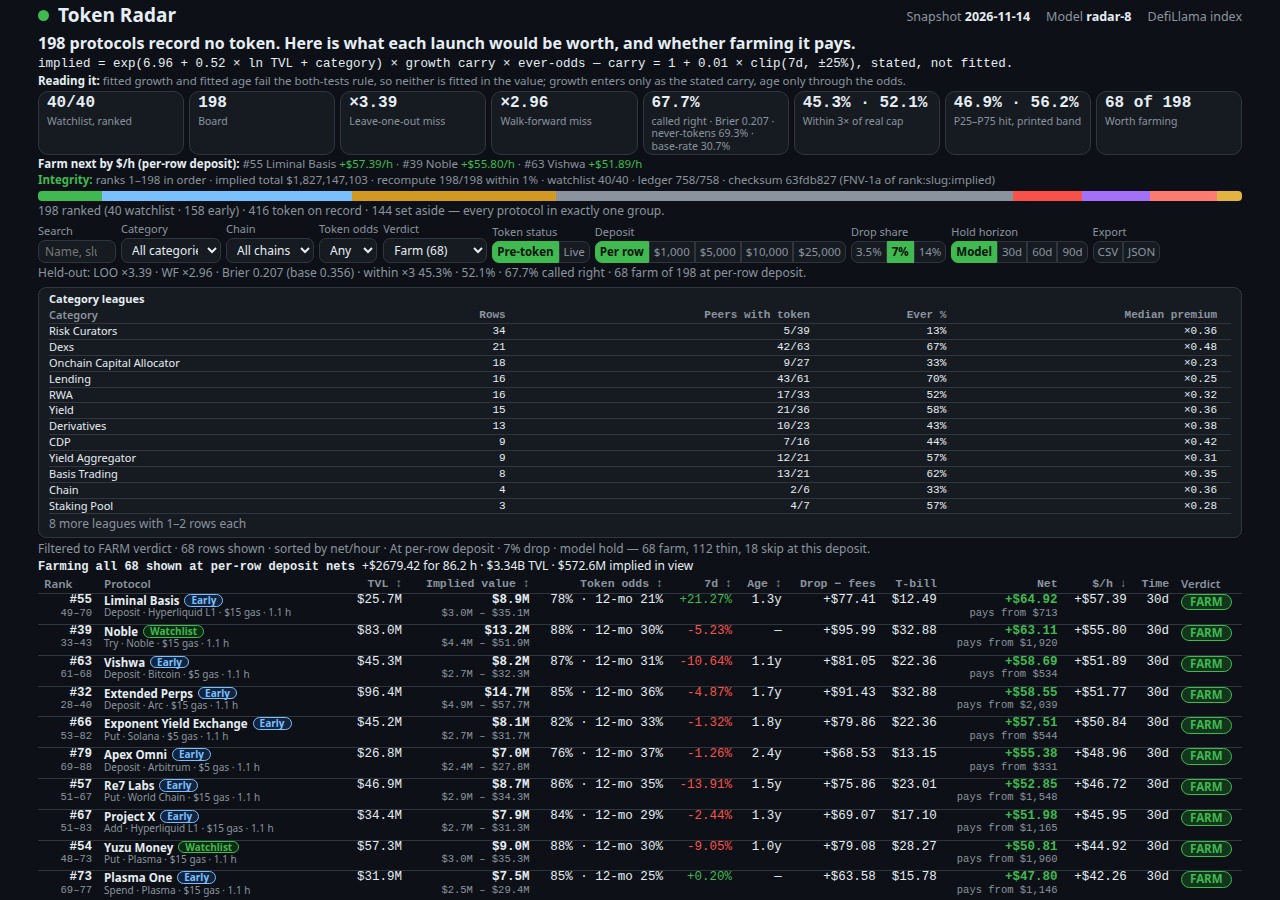 Token Radar
Snapshot 2026-11-14 Model radar-8 DefiLlama index
198 protocols record no token. Here is what each launch would be worth, and whether farming it pays.
implied = exp(6.96 + 0.52 × ln TVL + category) × growth carry × ever-odds — carry = 1 + 0.01 × clip(7d, ±25%), stated, not fitted.
Reading it: fitted growth and fitted age fail the both-tests rule, so neither is fitted in the value; growth enters only as the stated carry, age only through the odds.
40/40
Watchlist, ranked
198
Board
×3.39
Leave-one-out miss
×2.96
Walk-forward miss
67.7%
called right · Brier 0.207 ·
never-tokens 69.3% ·
base-rate 30.7%
45.3% · 52.1%
Within 3× of real cap
46.9% · 56.2%
P25–P75 hit, printed band
68 of 198
Worth farming
Farm next by $/h (per-row deposit): #55 Liminal Basis +$57.39/h · #39 Noble +$55.80/h · #63 Vishwa +$51.89/h
Integrity: ranks 1–198 in order · implied total $1,827,147,103 · recompute 198/198 within 1% · watchlist 40/40 · ledger 758/758 · checksum 63fdb827 (FNV-1a of rank:slug:implied)
198 ranked (40 watchlist · 158 early) · 416 token on record · 144 set aside — every protocol in exactly one group.
Search Category Chain Token odds Verdict Token status Deposit Drop share Hold horizon Export
Name, slu All categorie All chains Any Farm (68) Pre-token Live Per row $1,000 $5,000 $10,000 $25,000 3.5% 7% 14% Model 30d 60d 90d CSV JSON
Held-out: LOO ×3.39 · WF ×2.96 · Brier 0.207 (base 0.356) · within ×3 45.3% · 52.1% · 67.7% called right · 68 farm of 198 at per-row deposit.
Category leagues
Category Rows Peers with token Ever % Median premium
Risk Curators 34 5/39 13% ×0.36
Dexs 21 42/63 67% ×0.48
Onchain Capital Allocator 18 9/27 33% ×0.23
Lending 16 43/61 70% ×0.25
RWA 16 17/33 52% ×0.32
Yield 15 21/36 58% ×0.36
Derivatives 13 10/23 43% ×0.38
CDP 9 7/16 44% ×0.42
Yield Aggregator 9 12/21 57% ×0.31
Basis Trading 8 13/21 62% ×0.35
Chain 4 2/6 33% ×0.36
Staking Pool 3 4/7 57% ×0.28
8 more leagues with 1–2 rows each
Filtered to FARM verdict · 68 rows shown · sorted by net/hour · At per-row deposit · 7% drop · model hold — 68 farm, 112 thin, 18 skip at this deposit.
Farming all 68 shown at per-row deposit nets +$2679.42 for 86.2 h · $3.34B TVL · $572.6M implied in view
Rank Protocol TVL ↕ Implied value ↕ Token odds ↕ 7d ↕ Age ↕ Drop − fees T-bill Net $/h ↓ Time Verdict
#55 Liminal Basis Early $25.7M $8.9M 78% · 12-mo 21% +21.27% 1.3y +$77.41 $12.49 +$64.92 +$57.39 30d FARM
49–70 Deposit · Hyperliquid L1 · $15 gas · 1.1 h $3.0M – $35.1M pays from $713
#39 Noble Watchlist $83.0M $13.2M 88% · 12-mo 30% -5.23% — +$95.99 $32.88 +$63.11 +$55.80 30d FARM
33–43 Try · Noble · $15 gas · 1.1 h $4.4M – $51.9M pays from $1,920
#63 Vishwa Early $45.3M $8.2M 87% · 12-mo 31% -10.64% 1.1y +$81.05 $22.36 +$58.69 +$51.89 30d FARM
61–68 Deposit · Bitcoin · $5 gas · 1.1 h $2.7M – $32.3M pays from $534
#32 Extended Perps Early $96.4M $14.7M 85% · 12-mo 36% -4.87% 1.7y +$91.43 $32.88 +$58.55 +$51.77 30d FARM
28–40 Deposit · Arc · $15 gas · 1.1 h $4.9M – $57.7M pays from $2,039
#66 Exponent Yield Exchange Early $45.2M $8.1M 82% · 12-mo 33% -1.32% 1.8y +$79.86 $22.36 +$57.51 +$50.84 30d FARM
53–82 Put · Solana · $5 gas · 1.1 h $2.7M – $31.7M pays from $544
#79 Apex Omni Early $26.8M $7.0M 76% · 12-mo 37% -1.26% 2.4y +$68.53 $13.15 +$55.38 +$48.96 30d FARM
69–88 Deposit · Arbitrum · $5 gas · 1.1 h $2.4M – $27.8M pays from $331
#57 Re7 Labs Early $46.9M $8.7M 86% · 12-mo 35% -13.91% 1.5y +$75.86 $23.01 +$52.85 +$46.72 30d FARM
51–67 Put · World Chain · $15 gas · 1.1 h $2.9M – $34.3M pays from $1,548
#67 Project X Early $34.4M $7.9M 84% · 12-mo 29% -2.44% 1.3y +$69.07 $17.10 +$51.98 +$45.95 30d FARM
51–83 Add · Hyperliquid L1 · $15 gas · 1.1 h $2.7M – $31.3M pays from $1,165
#54 Yuzu Money Watchlist $57.3M $9.0M 88% · 12-mo 30% -9.05% 1.0y +$79.08 $28.27 +$50.81 +$44.92 30d FARM
48–73 Put · Plasma · $15 gas · 1.1 h $3.0M – $35.3M pays from $1,960
#73 Plasma One Early $31.9M $7.5M 85% · 12-mo 25% +0.20% — +$63.58 $15.78 +$47.80 +$42.26 30d FARM
69–77 Spend · Plasma · $15 gas · 1.1 h $2.5M – $29.4M pays from $1,146